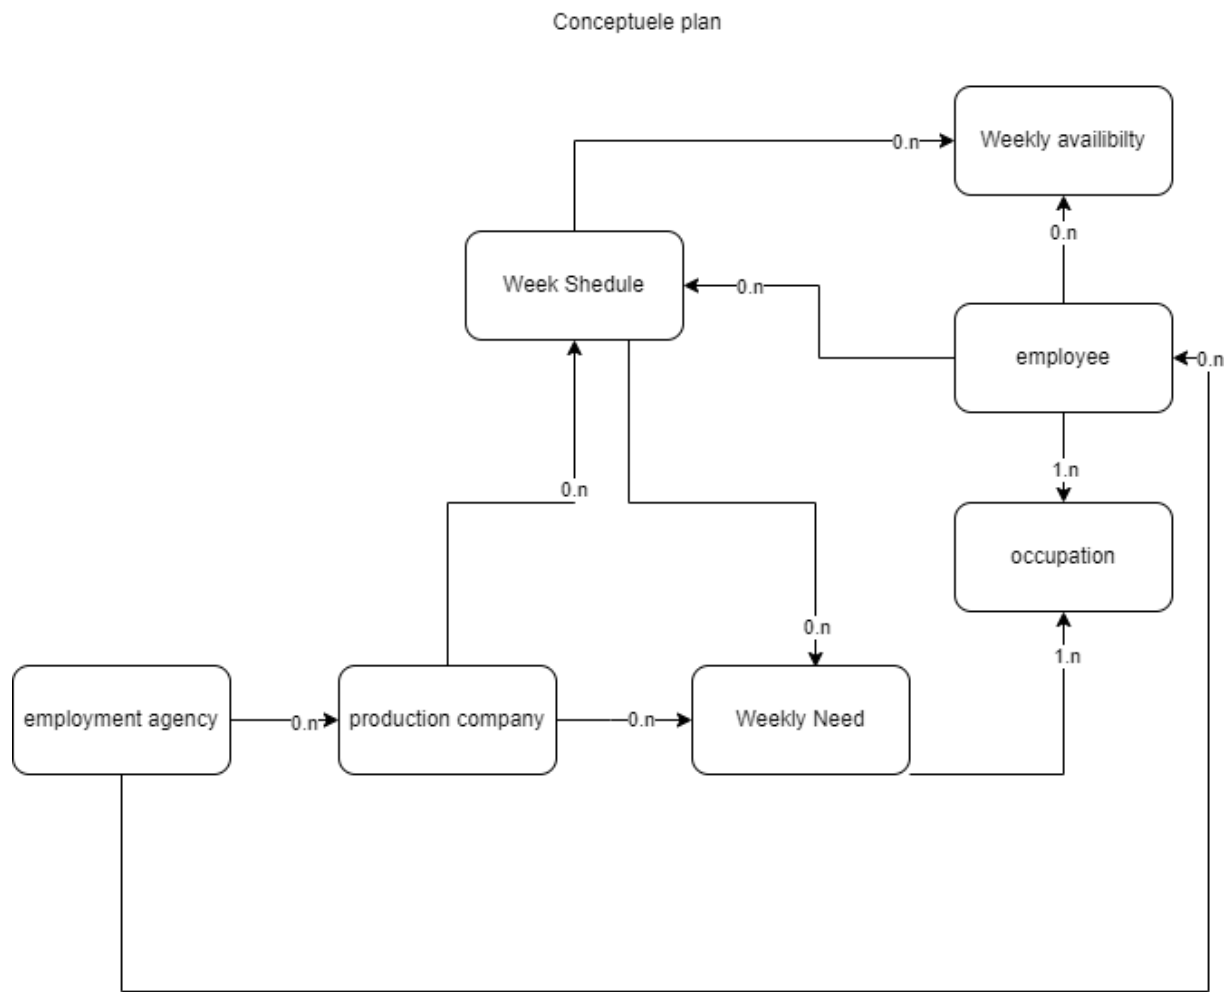 Conceptuele plan
Weekly availibilty
0.n
0.n
Week Shedule
0.n
employee
0.n
1.n
0.n
occupation
0.n
1.n
employment agency
0.n
production company
0.n
Weekly Need